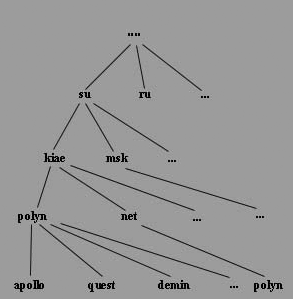 ""
su ru ...
kiae msk ...
polyn net ... ...
apollo quest demin ... polyn